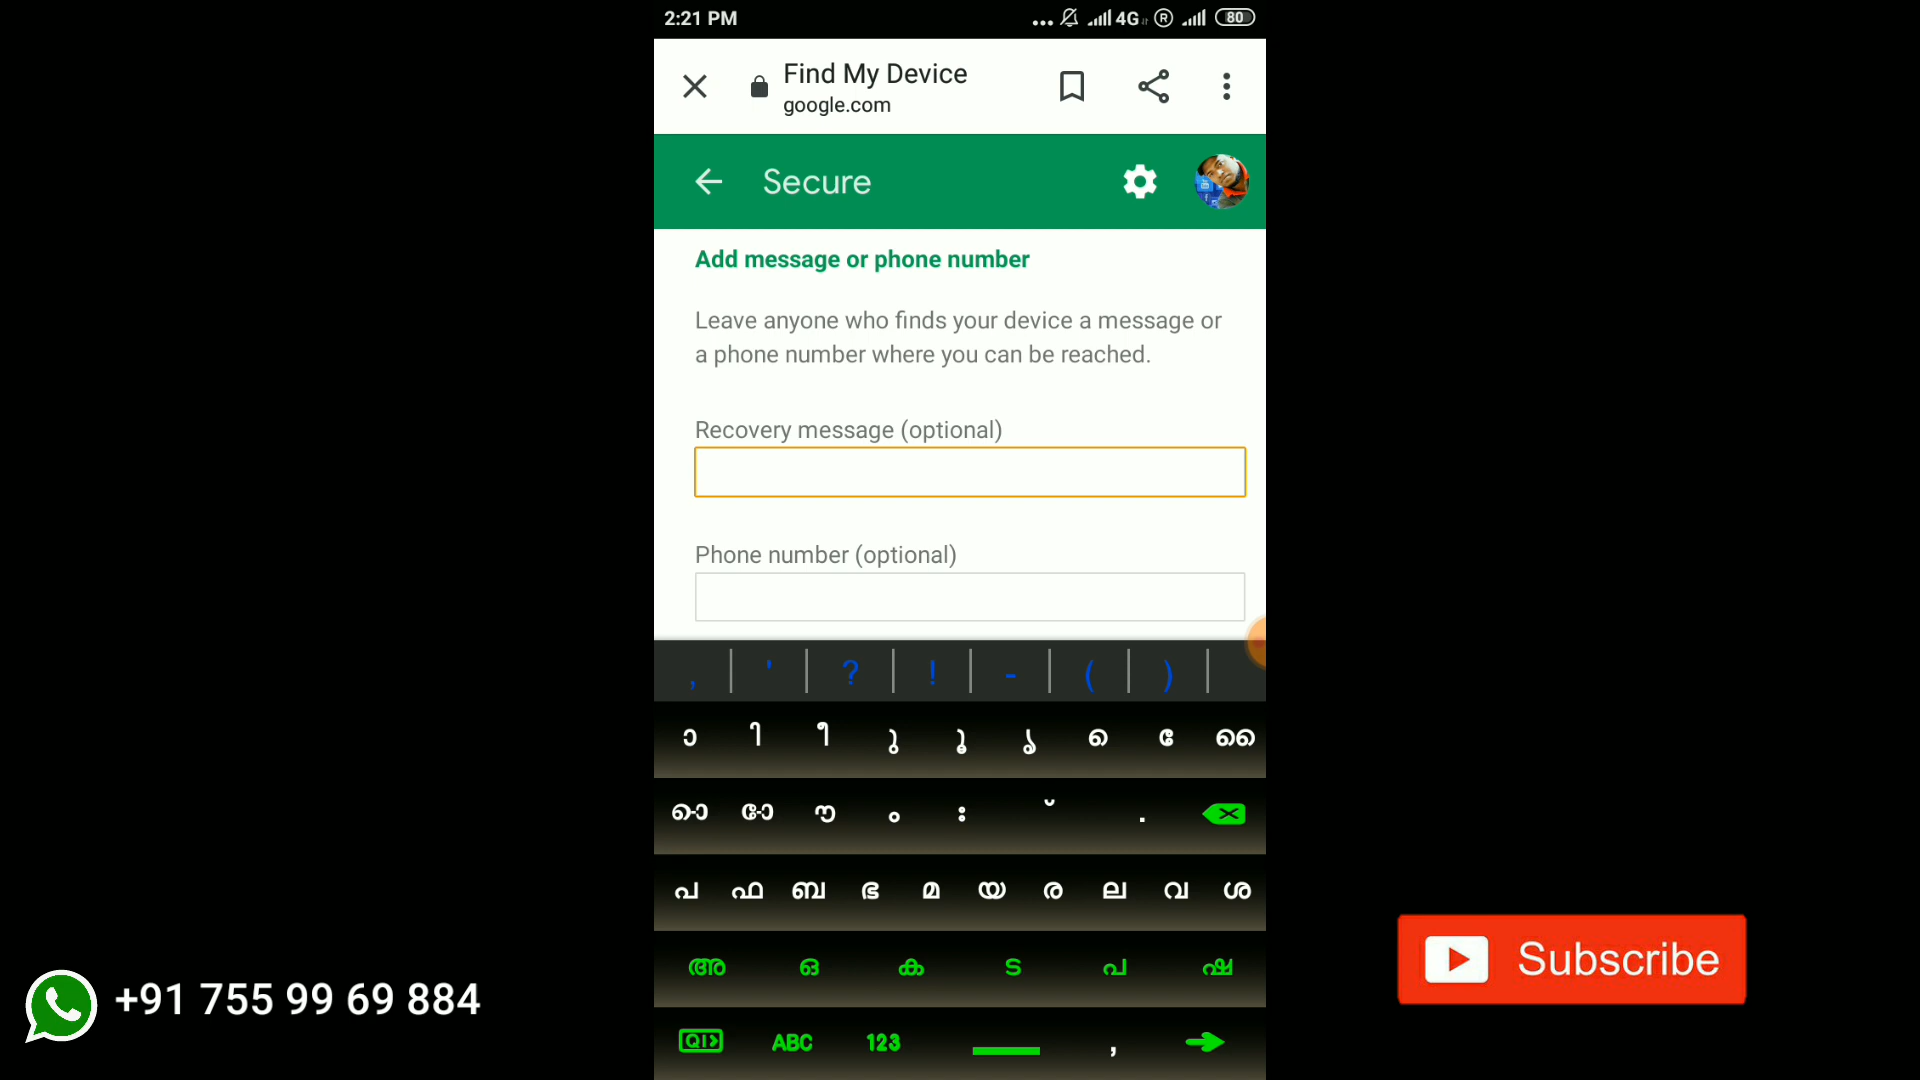 2:21 PM
4G R 80
Find My Device
google.com
Secure
Add message or phone number
Leave anyone who finds your device a message or
a phone number where you can be reached.
Recovery message (optional)
Phone number (optional)
, ' ? ! - ( )
ാ ി ീ ു ൂ ൃ െ േ ൈ
ൊ ോ ൗ ം ഃ ് .
പ ഫ ബ ഭ മ യ ര ല വ ശ
അ ഒ ക ട പ ഷ
ABC 123 ,
+91 755 99 69 884
Subscribe